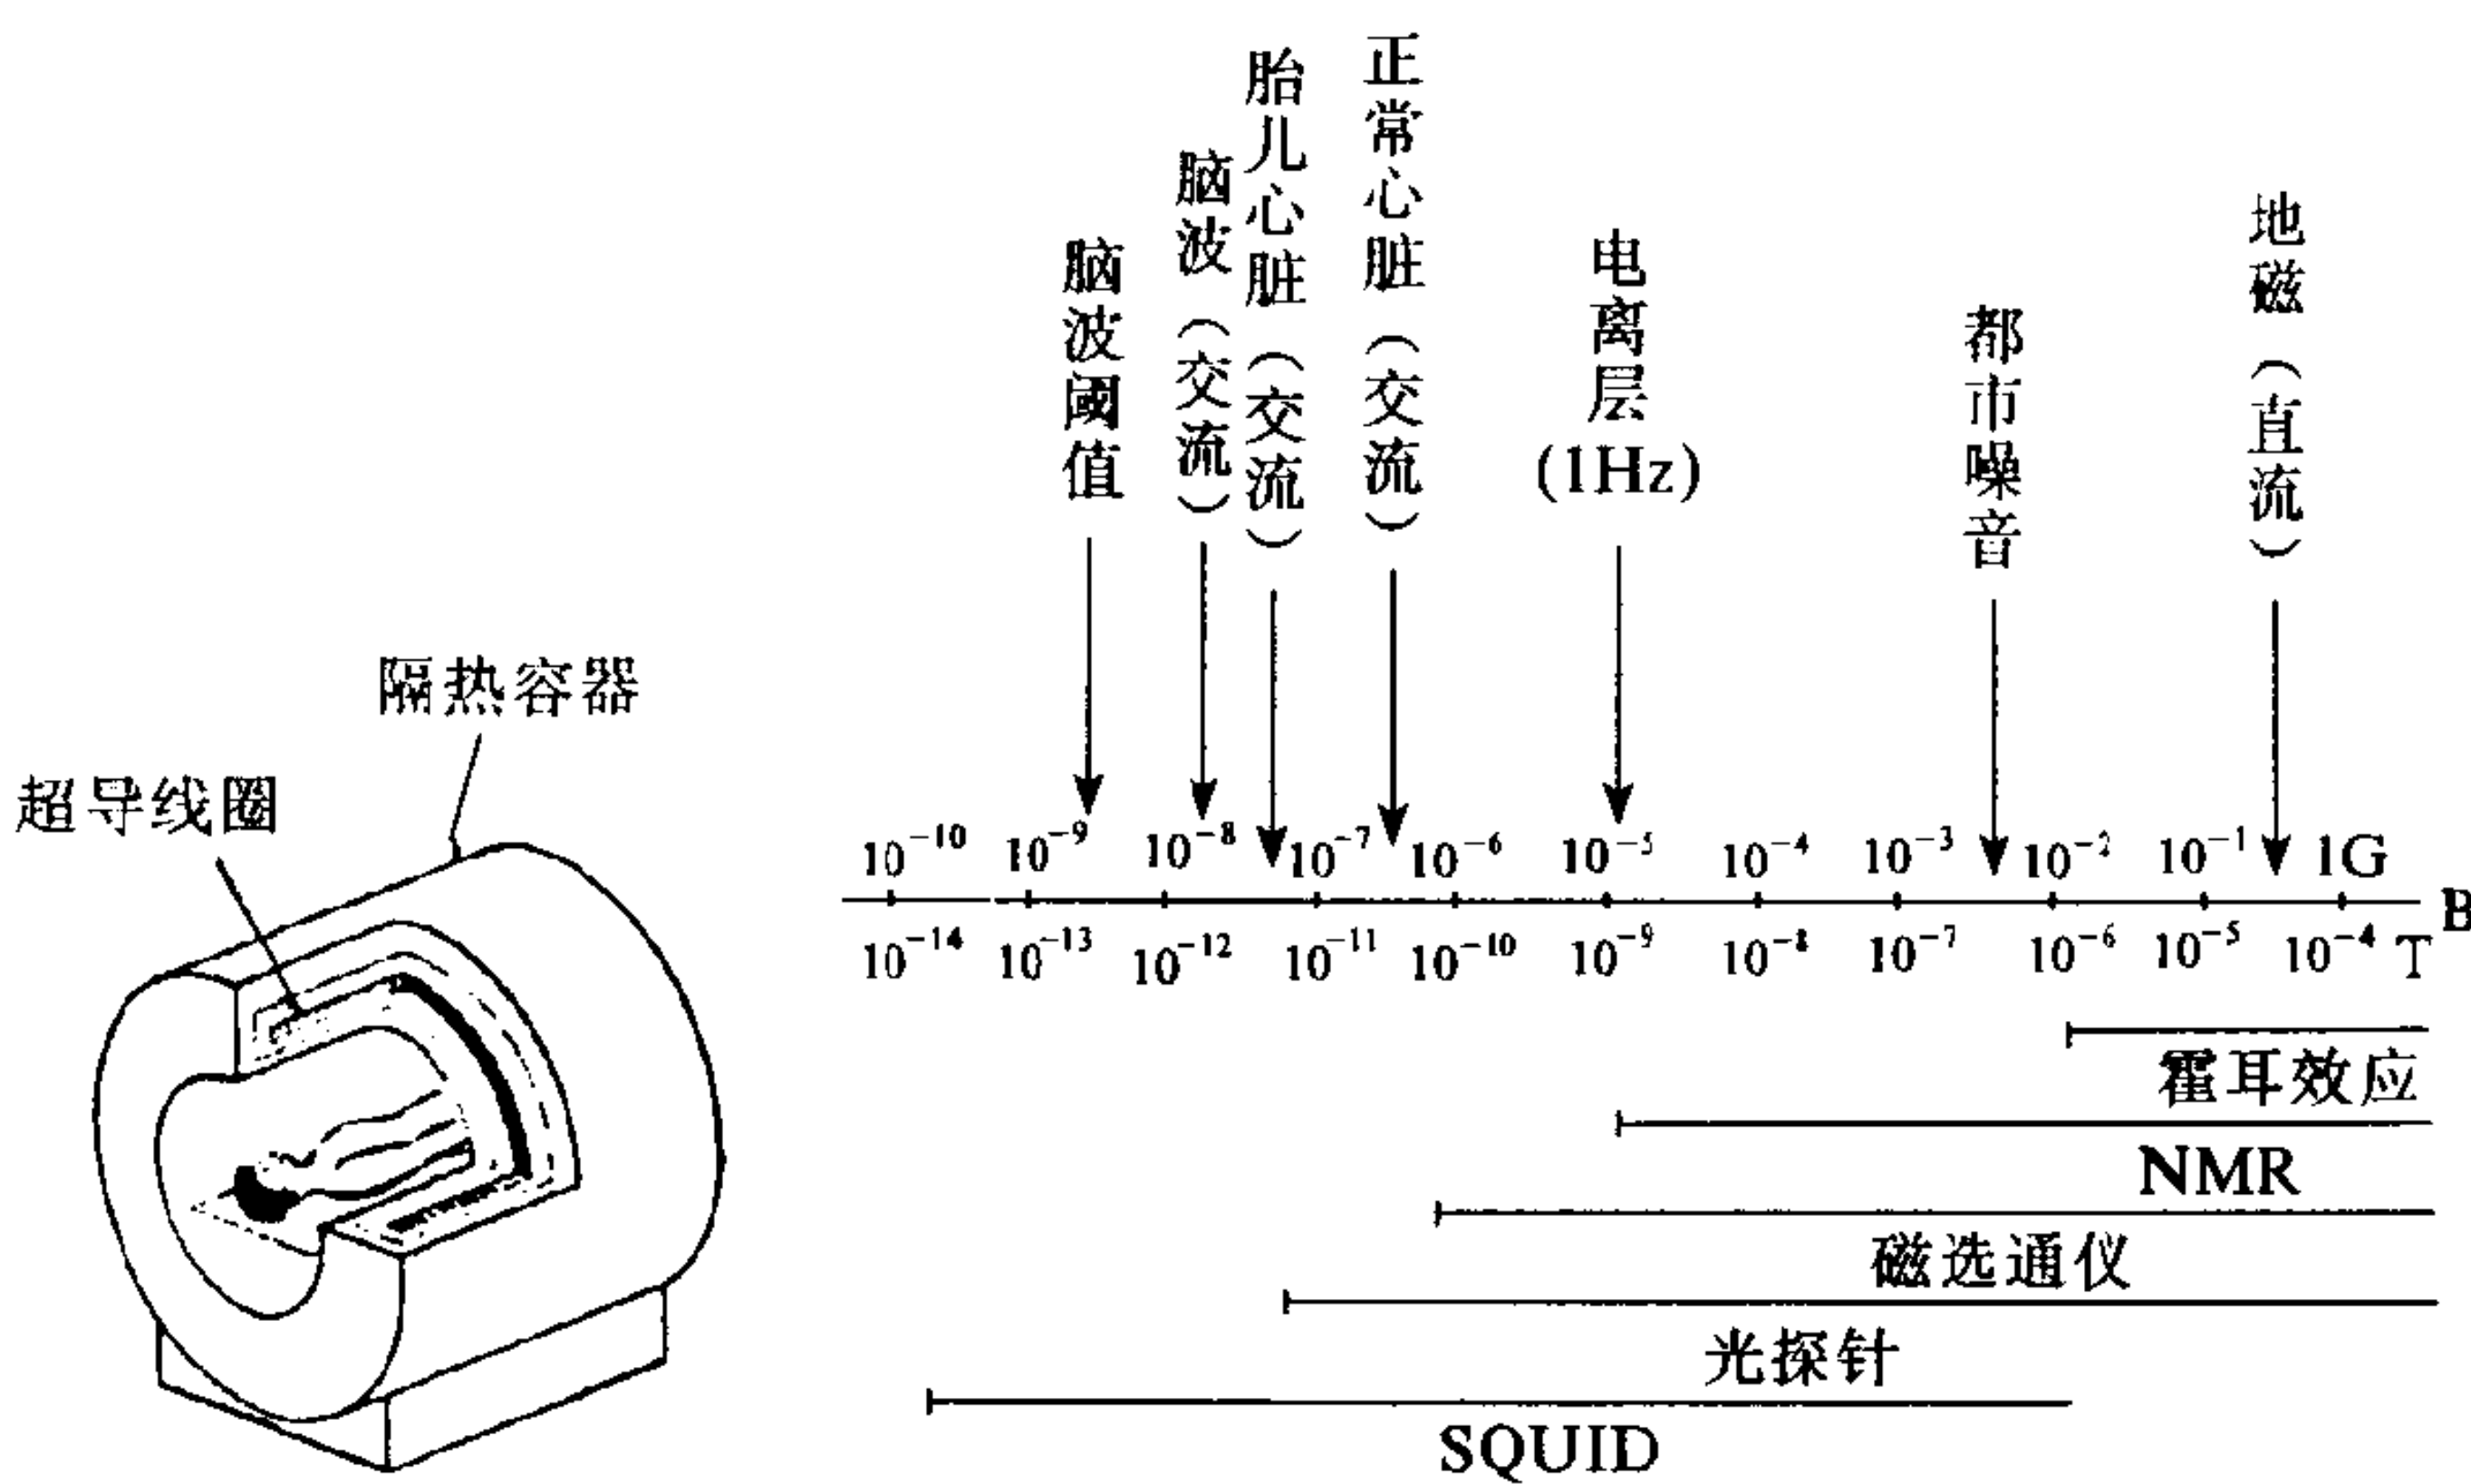 隔热容器
超导线圈
脑波阈值
脑波（交流）
胎儿心脏（交流）
正常心脏（交流）
电离层
(1Hz)
都市噪音
地磁（直流）
10⁻¹⁰ 10⁻⁹ 10⁻⁸ 10⁻⁷ 10⁻⁶ 10⁻⁵ 10⁻⁴ 10⁻³ 10⁻² 10⁻¹ 1G
B
10⁻¹⁴ 10⁻¹³ 10⁻¹² 10⁻¹¹ 10⁻¹⁰ 10⁻⁹ 10⁻⁸ 10⁻⁷ 10⁻⁶ 10⁻⁵ 10⁻⁴ T
霍耳效应
NMR
磁选通仪
光探针
SQUID